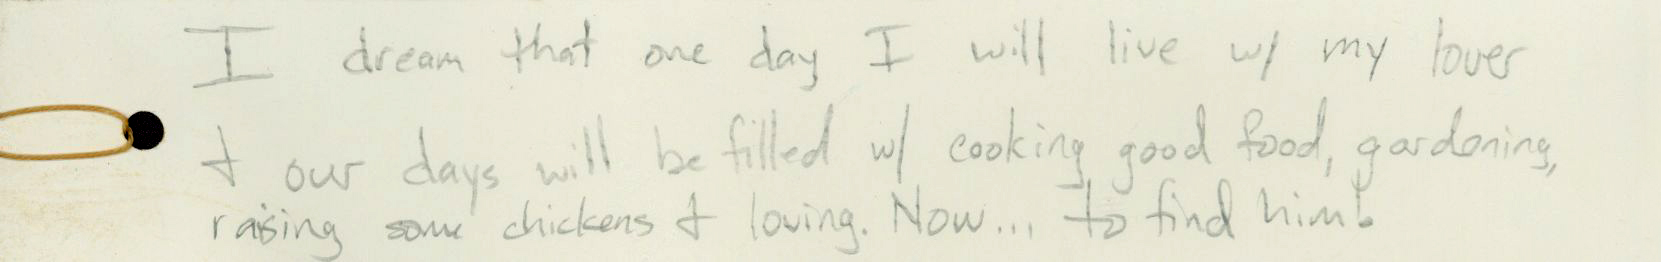 I dream that one day I will live w/ my lover
& our days will be filled w/ cooking good food, gardening,
raising some chickens & loving. Now... to find him!